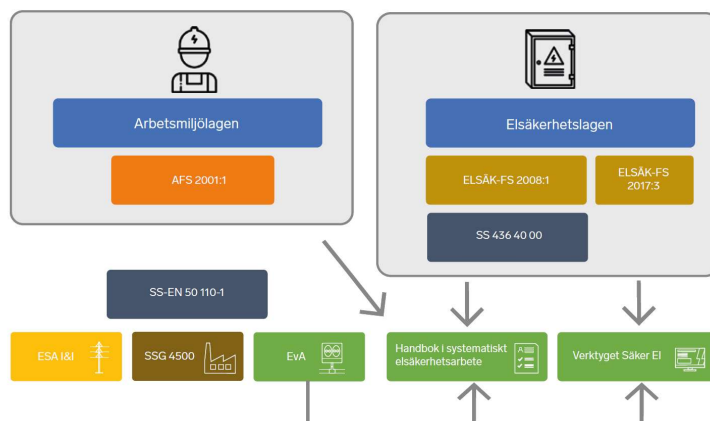 Arbetsmiljölagen
AFS 2001:1
Elsäkerhetslagen
ELSÄK-FS 2008:1
ELSÄK-FS
2017:3
SS 436 40 00
SS-EN 50 110-1
ESA I&I
SSG 4500
EvA
Handbok i systematiskt
elsäkerhetsarbete
Verktyget Säker El